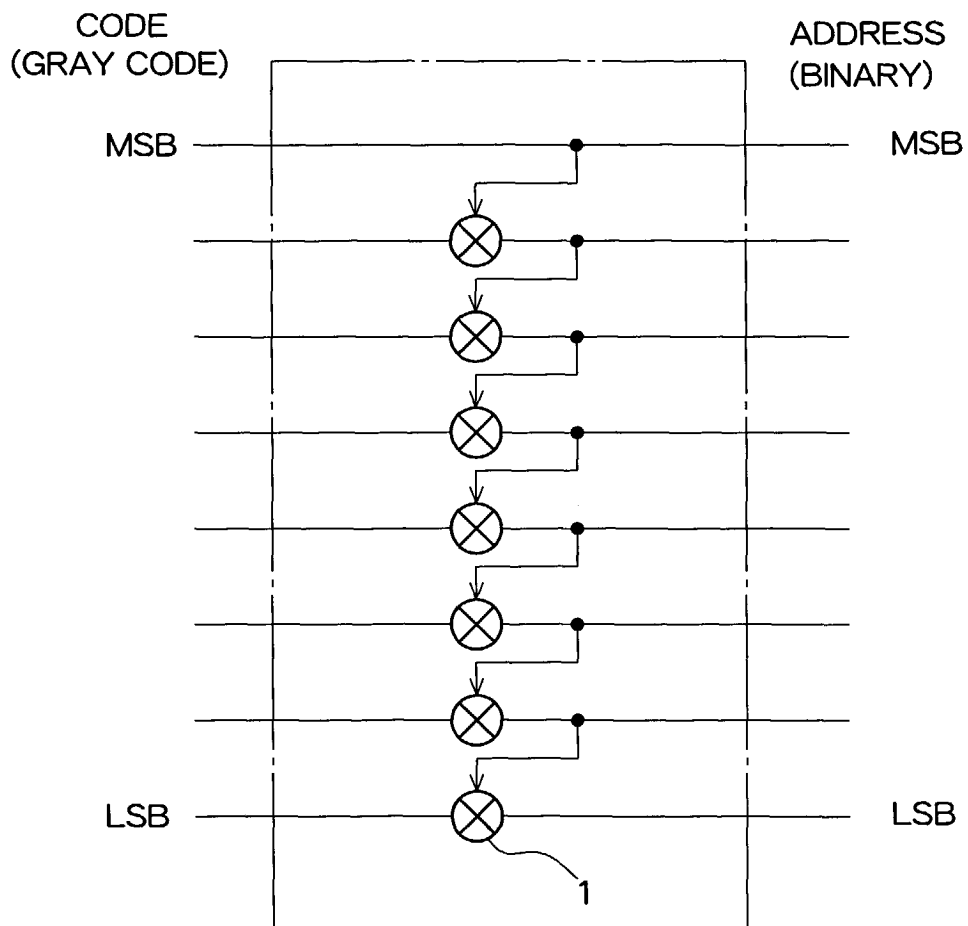 CODE
(GRAY CODE)
ADDRESS
(BINARY)
MSB
MSB
LSB
LSB
1